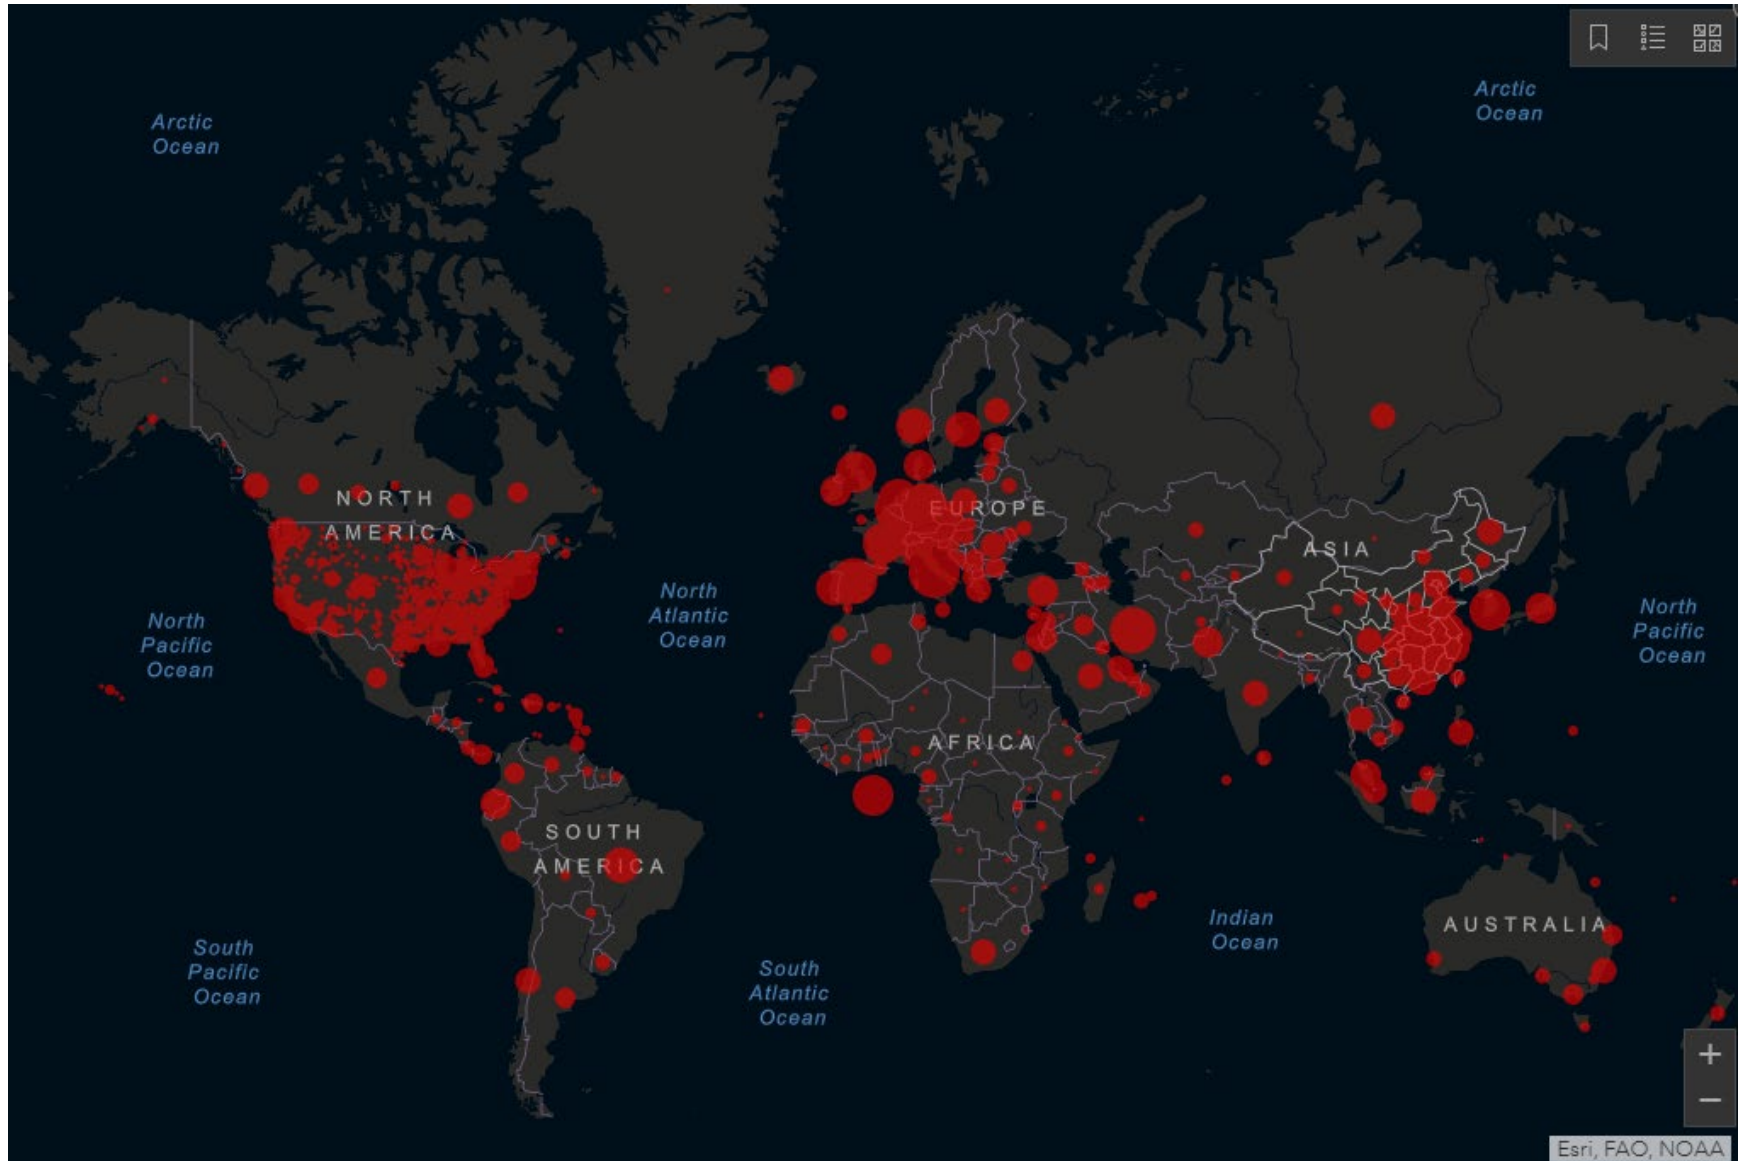 Arctic
Ocean
Arctic
Ocean
NORTH
AMERICA
EUROPE
ASIA
North
Atlantic
Ocean
North
Pacific
Ocean
North
Pacific
Ocean
AFRICA
SOUTH
AMERICA
Indian
Ocean
AUSTRALIA
South
Pacific
Ocean
South
Atlantic
Ocean
+
−
Esri, FAO, NOAA